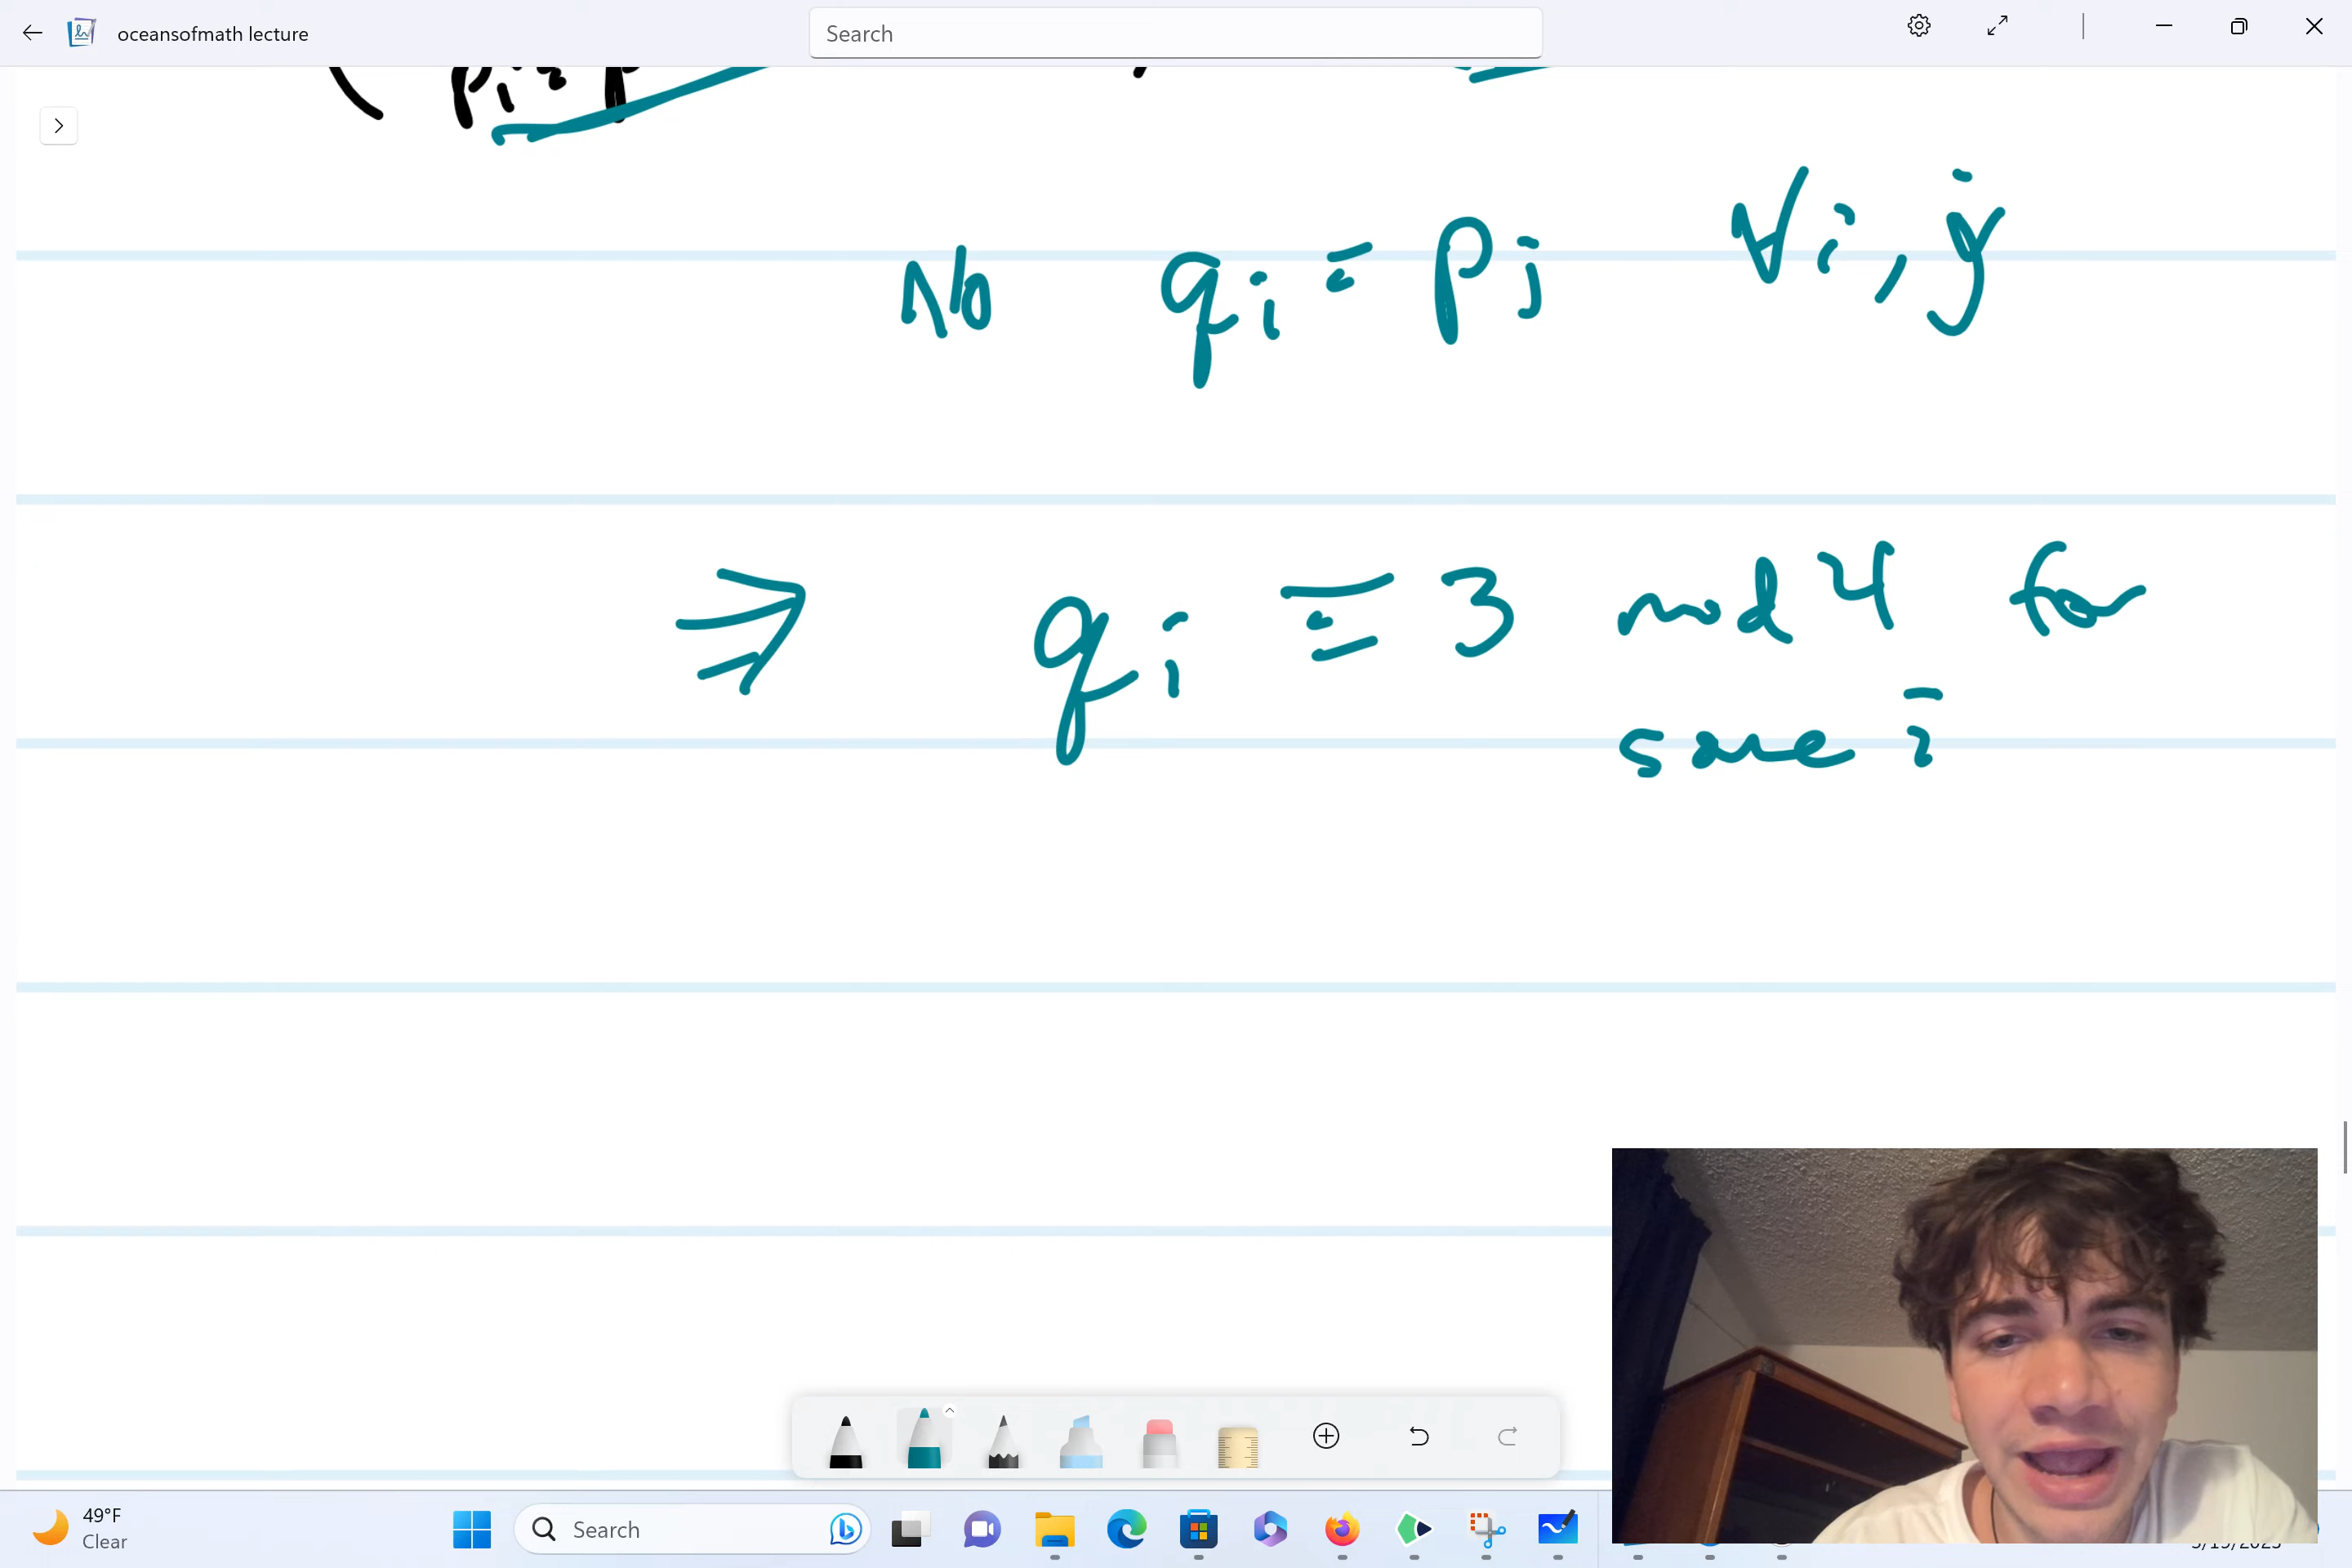 oceansofmath lecture
Search
No qi = pj ∀i, j
⇒ qi ≡ 3 mod 4 for
some i
49°F
Clear
Search